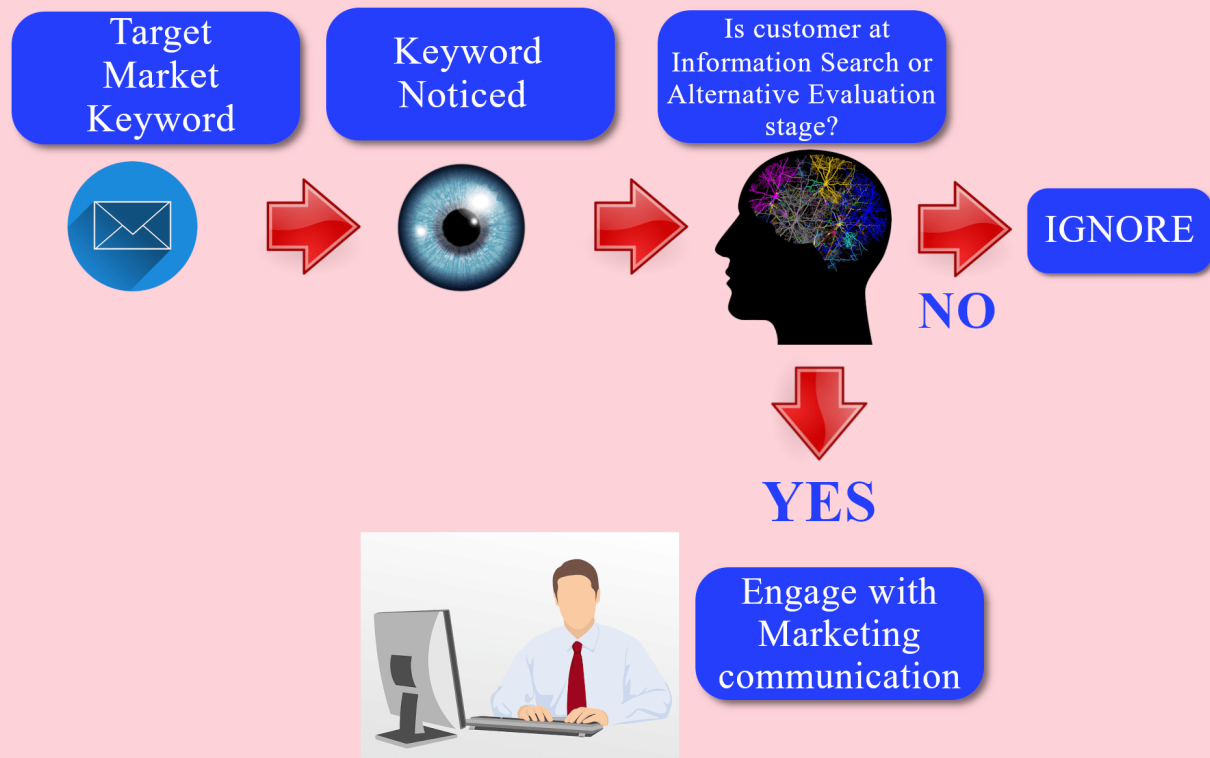 Target
Market
Keyword
Keyword
Noticed
Is customer at
Information Search or
Alternative Evaluation
stage?
IGNORE
NO
YES
Engage with
Marketing
communication